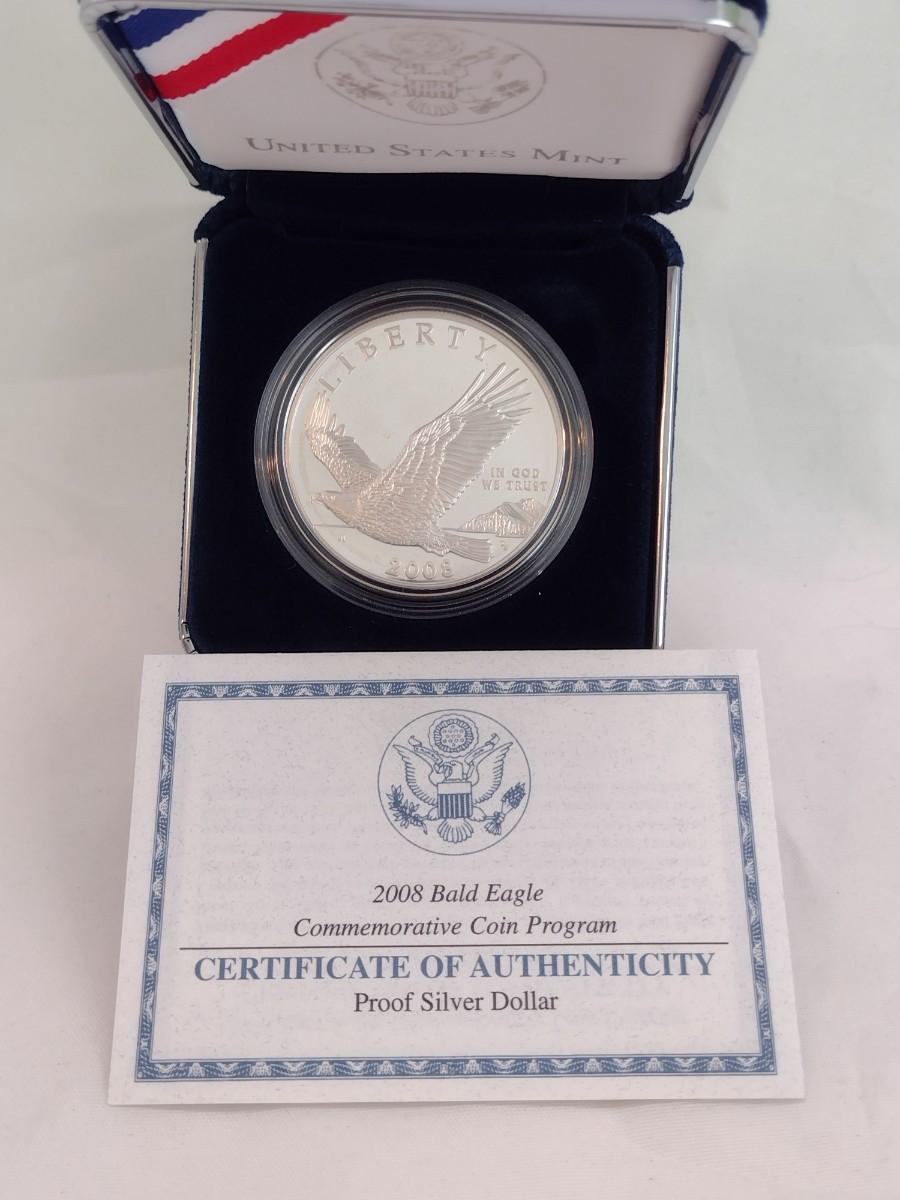 UNITED STATES MINT
LIBERTY
IN GOD
WE TRUST
2008
2008 Bald Eagle
Commemorative Coin Program
CERTIFICATE OF AUTHENTICITY
Proof Silver Dollar